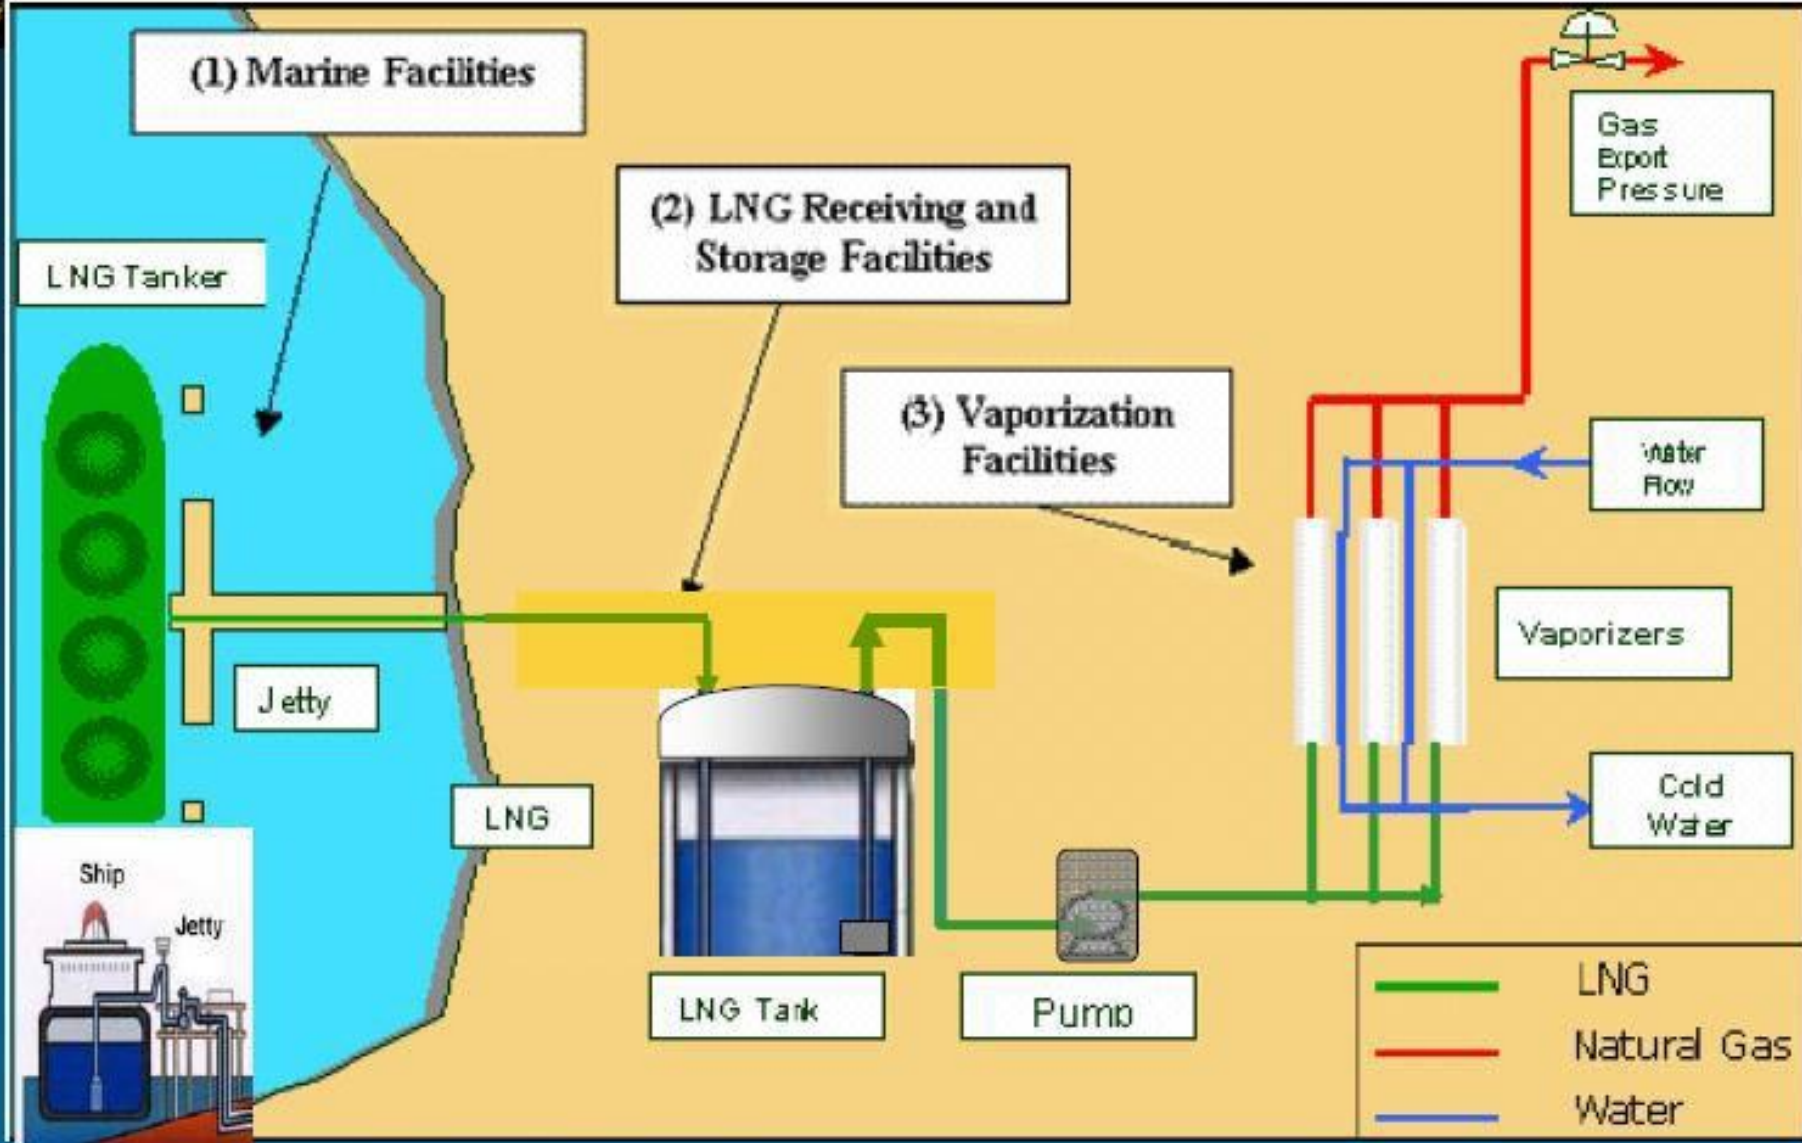 (1) Marine Facilities
Gas
Export
Pressure
(2) LNG Receiving and
Storage Facilities
LNG Tanker
(3) Vaporization
Facilities
Water
Flow
Vaporizers
Jetty
LNG
Cold
Water
Ship
Jetty
LNG Tank
Pump
LNG
Natural Gas
Water